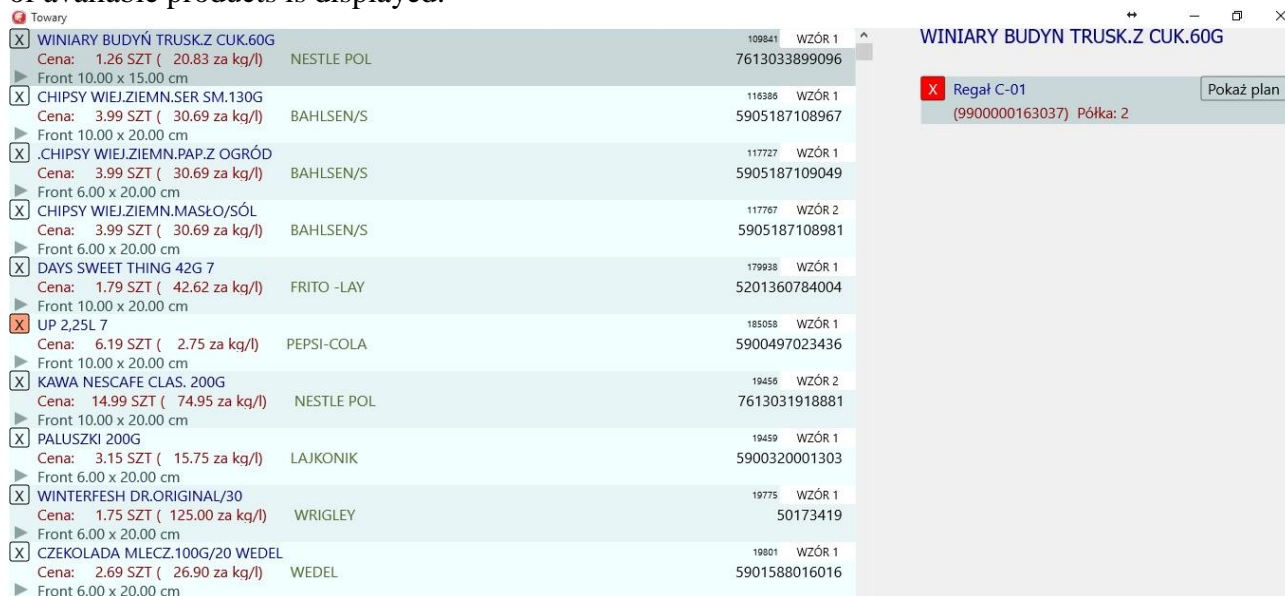 of available products is displayed.
Towary
X WINIARY BUDYŃ TRUSK.Z CUK.60G 109841 WZÓR 1
Cena: 1.26 SZT ( 20.83 za kg/l) NESTLE POL 7613033899096
Front 10.00 x 15.00 cm
X CHIPSY WIEJ.ZIEMN.SER SM.130G 116386 WZÓR 1
Cena: 3.99 SZT ( 30.69 za kg/l) BAHLSEN/S 5905187108967
Front 10.00 x 20.00 cm
X .CHIPSY WIEJ.ZIEMN.PAP.Z OGRÓD 117727 WZÓR 1
Cena: 3.99 SZT ( 30.69 za kg/l) BAHLSEN/S 5905187109049
Front 6.00 x 20.00 cm
X CHIPSY WIEJ.ZIEMN.MASŁO/SÓL 117767 WZÓR 2
Cena: 3.99 SZT ( 30.69 za kg/l) BAHLSEN/S 5905187108981
Front 6.00 x 20.00 cm
X DAYS SWEET THING 42G 7 179938 WZÓR 1
Cena: 1.79 SZT ( 42.62 za kg/l) FRITO -LAY 5201360784004
Front 10.00 x 20.00 cm
X UP 2,25L 7 185058 WZÓR 1
Cena: 6.19 SZT ( 2.75 za kg/l) PEPSI-COLA 5900497023436
Front 10.00 x 20.00 cm
X KAWA NESCAFE CLAS. 200G 19456 WZÓR 2
Cena: 14.99 SZT ( 74.95 za kg/l) NESTLE POL 7613031918881
Front 10.00 x 20.00 cm
X PALUSZKI 200G 19459 WZÓR 1
Cena: 3.15 SZT ( 15.75 za kg/l) LAJKONIK 5900320001303
Front 6.00 x 20.00 cm
X WINTERFESH DR.ORIGINAL/30 19775 WZÓR 1
Cena: 1.75 SZT ( 125.00 za kg/l) WRIGLEY 50173419
Front 6.00 x 20.00 cm
X CZEKOLADA MLECZ.100G/20 WEDEL 19801 WZÓR 1
Cena: 2.69 SZT ( 26.90 za kg/l) WEDEL 5901588016016
Front 6.00 x 20.00 cm
WINIARY BUDYŃ TRUSK.Z CUK.60G
X Regał C-01 Pokaż plan
(9900000163037) Półka: 2